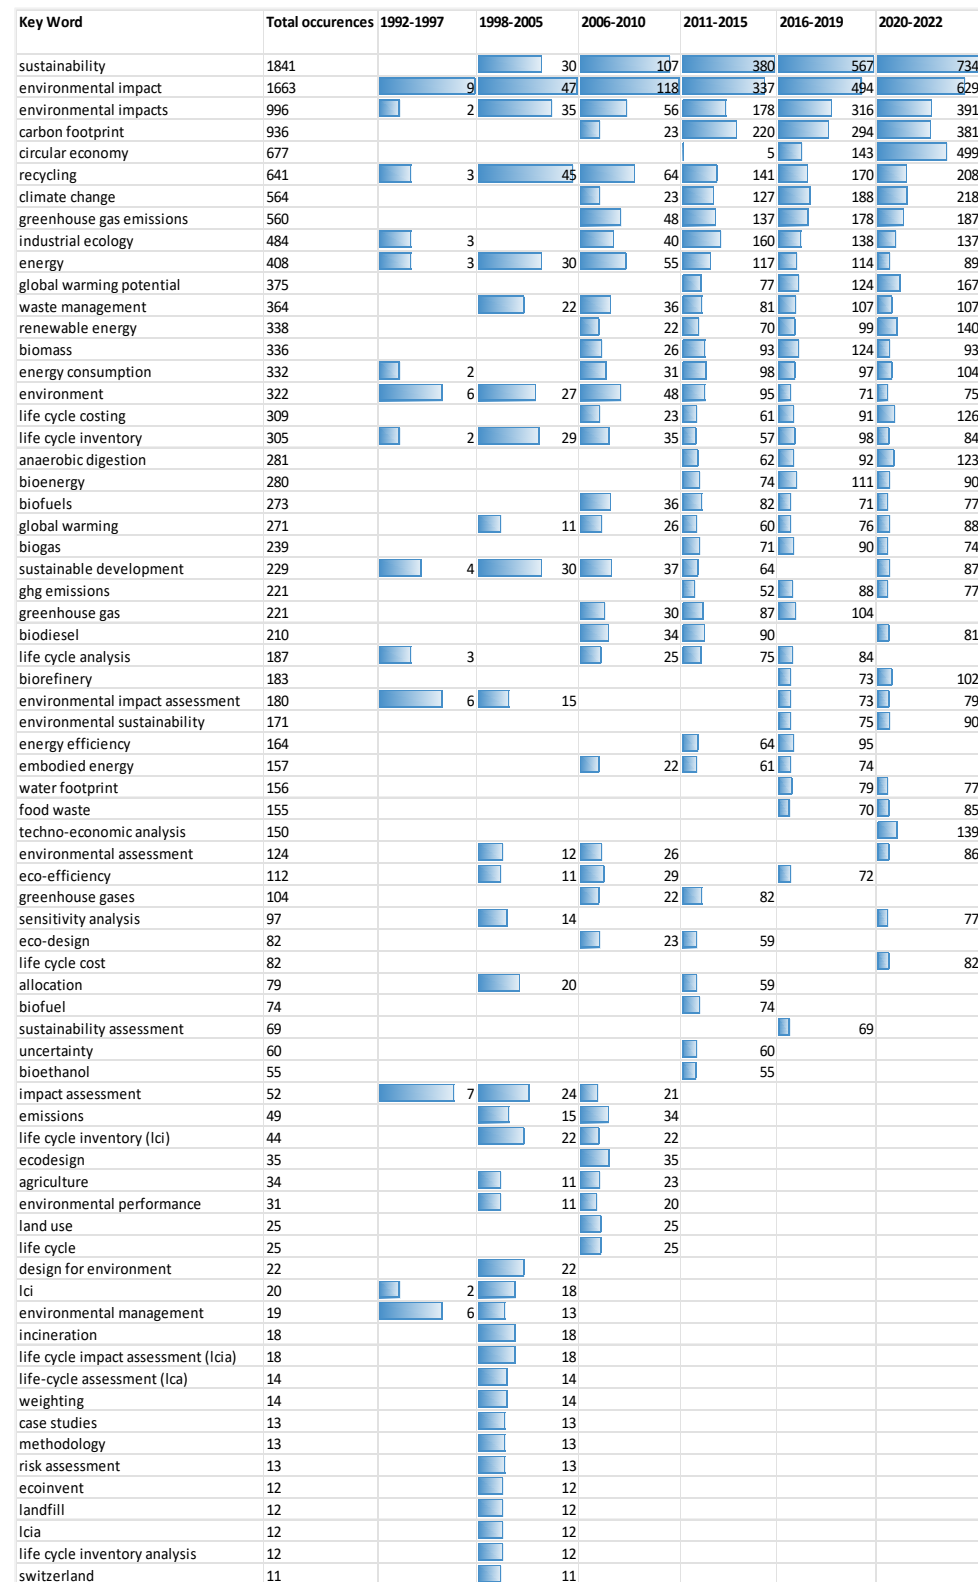 Key Word Total occurences 1992-1997 1998-2005 2006-2010 2011-2015 2016-2019 2020-2022
sustainability 1841 30 107 380 567 734
environmental impact 1663 9 47 118 337 494 629
environmental impacts 996 2 35 56 178 316 391
carbon footprint 936 23 220 294 381
circular economy 677 5 143 499
recycling 641 3 45 64 141 170 208
climate change 564 23 127 188 218
greenhouse gas emissions 560 48 137 178 187
industrial ecology 484 3 40 160 138 137
energy 408 3 30 55 117 114 89
global warming potential 375 77 124 167
waste management 364 22 36 81 107 107
renewable energy 338 22 70 99 140
biomass 336 26 93 124 93
energy consumption 332 2 31 98 97 104
environment 322 6 27 48 95 71 75
life cycle costing 309 23 61 91 126
life cycle inventory 305 2 29 35 57 98 84
anaerobic digestion 281 62 92 123
bioenergy 280 74 111 90
biofuels 273 36 82 71 77
global warming 271 11 26 60 76 88
biogas 239 71 90 74
sustainable development 229 4 30 37 64 87
ghg emissions 221 52 88 77
greenhouse gas 221 30 87 104
biodiesel 210 34 90 81
life cycle analysis 187 3 25 75 84
biorefinery 183 73 102
environmental impact assessment 180 6 15 73 79
environmental sustainability 171 75 90
energy efficiency 164 64 95
embodied energy 157 22 61 74
water footprint 156 79 77
food waste 155 70 85
techno-economic analysis 150 139
environmental assessment 124 12 26 86
eco-efficiency 112 11 29 72
greenhouse gases 104 22 82
sensitivity analysis 97 14 77
eco-design 82 23 59
life cycle cost 82 82
allocation 79 20 59
biofuel 74 74
sustainability assessment 69 69
uncertainty 60 60
bioethanol 55 55
impact assessment 52 7 24 21
emissions 49 15 34
life cycle inventory (lci) 44 22 22
ecodesign 35 35
agriculture 34 11 23
environmental performance 31 11 20
land use 25 25
life cycle 25 25
design for environment 22 22
lci 20 2 18
environmental management 19 6 13
incineration 18 18
life cycle impact assessment (lcia) 18 18
life-cycle assessment (lca) 14 14
weighting 14 14
case studies 13 13
methodology 13 13
risk assessment 13 13
ecoinvent 12 12
landfill 12 12
lcia 12 12
life cycle inventory analysis 12 12
switzerland 11 11